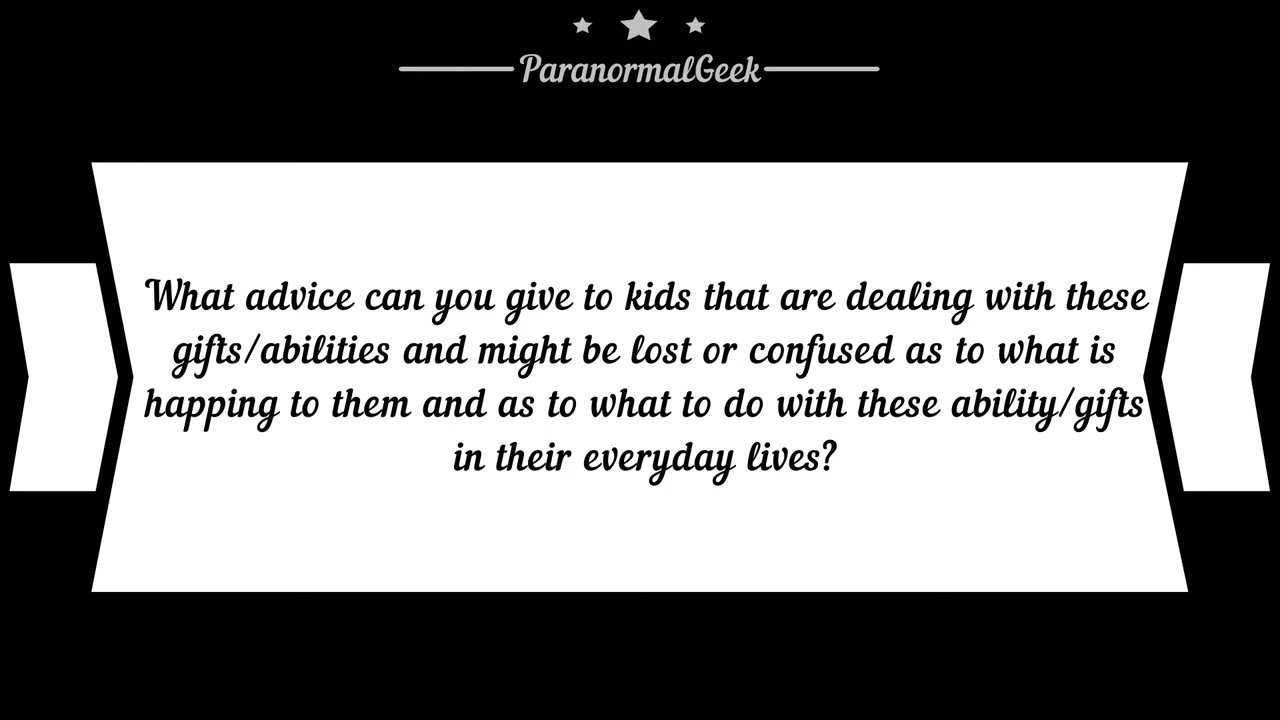 ParanormalGeek
What advice can you give to kids that are dealing with these
gifts/abilities and might be lost or confused as to what is
happing to them and as to what to do with these ability/gifts
in their everyday lives?